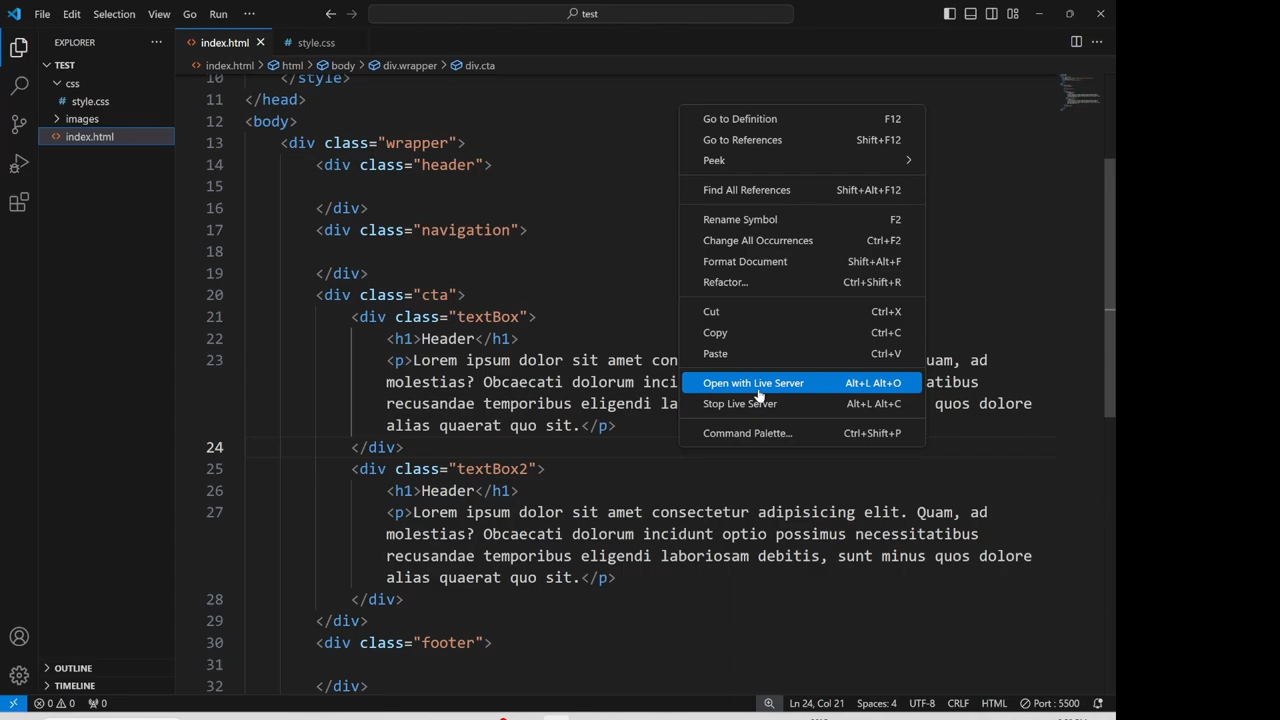 File Edit Selection View Go Run ··· test
EXPLORER ···
index.html
style.css
TEST
css
style.css
images
index.html
index.html > html > body > div.wrapper > div.cta
10 </style>
11 </head>
12 <body>
13 <div class="wrapper">
14 <div class="header">
15
16 </div>
17 <div class="navigation">
18
19 </div>
20 <div class="cta">
21 <div class="textBox">
22 <h1>Header</h1>
23 <p>Lorem ipsum dolor sit amet con uam, ad
molestias? Obcaecati dolorum inci atibus
recusandae temporibus eligendi l quos dolore
alias quaerat quo sit.</p>
24 </div>
25 <div class="textBox2">
26 <h1>Header</h1>
27 <p>Lorem ipsum dolor sit amet consectetur adipisicing elit. Quam, ad
molestias? Obcaecati dolorum incidunt optio possimus necessitatibus
recusandae temporibus eligendi laboriosam debitis, sunt minus quos dolore
alias quaerat quo sit.</p>
28 </div>
29 </div>
30 <div class="footer">
31
32 </div>
Go to Definition F12
Go to References Shift+F12
Peek
Find All References Shift+Alt+F12
Rename Symbol F2
Change All Occurrences Ctrl+F2
Format Document Shift+Alt+F
Refactor... Ctrl+Shift+R
Cut Ctrl+X
Copy Ctrl+C
Paste Ctrl+V
Open with Live Server Alt+L Alt+O
Stop Live Server Alt+L Alt+C
Command Palette... Ctrl+Shift+P
OUTLINE
TIMELINE
0 0 0 Ln 24, Col 21 Spaces: 4 UTF-8 CRLF HTML Port : 5500